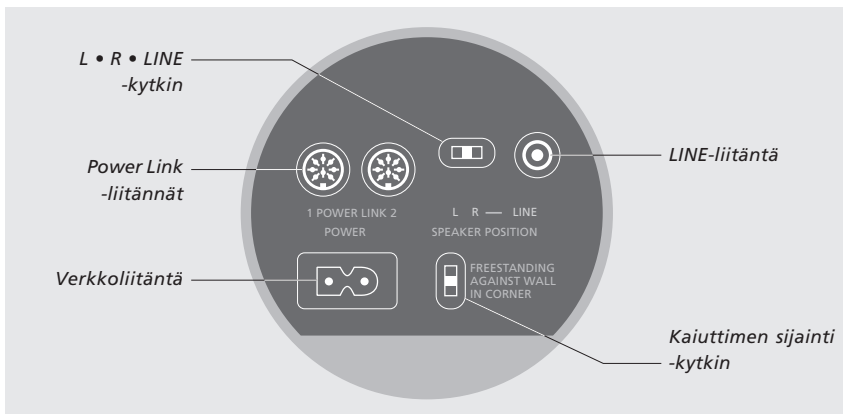 L • R • LINE
-kytkin
Power Link
-liitännät
Verkkoliitäntä
1 POWER LINK 2
POWER
L R — LINE
SPEAKER POSITION
FREESTANDING
AGAINST WALL
IN CORNER
LINE-liitäntä
Kaiuttimen sijainti
-kytkin